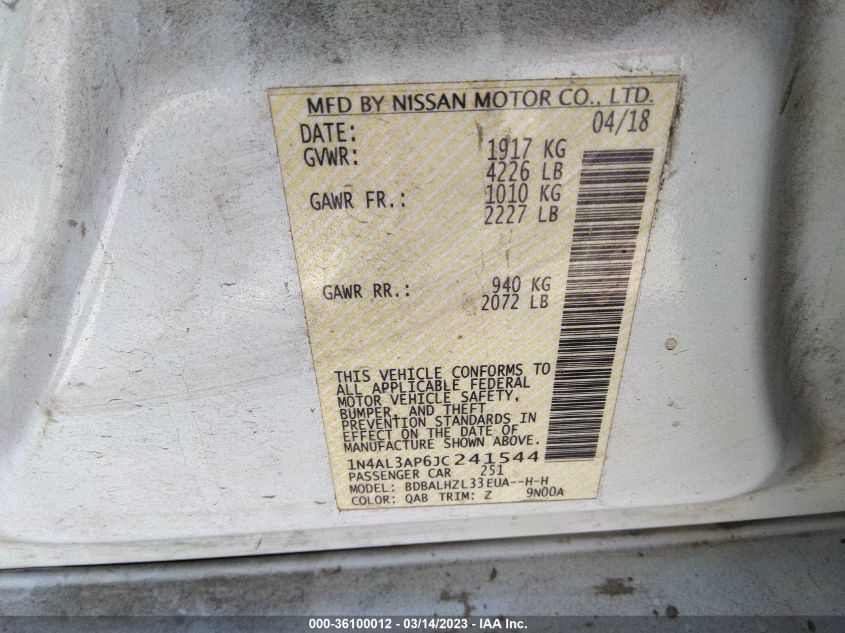 MFD BY NISSAN MOTOR CO., LTD.
DATE: 04/18
GVWR: 1917 KG
4226 LB
GAWR FR.: 1010 KG
2227 LB
GAWR RR.: 940 KG
2072 LB
THIS VEHICLE CONFORMS TO
ALL APPLICABLE FEDERAL
MOTOR VEHICLE SAFETY,
BUMPER, AND THEFT
PREVENTION STANDARDS IN
EFFECT ON THE DATE OF
MANUFACTURE SHOWN ABOVE.
1N4AL3AP6JC241544
PASSENGER CAR 251
MODEL: BDBALHZL33EUA--H-H
COLOR: QAB TRIM: Z 9N00A
000-36100012 — 03/14/2023 — IAA Inc.